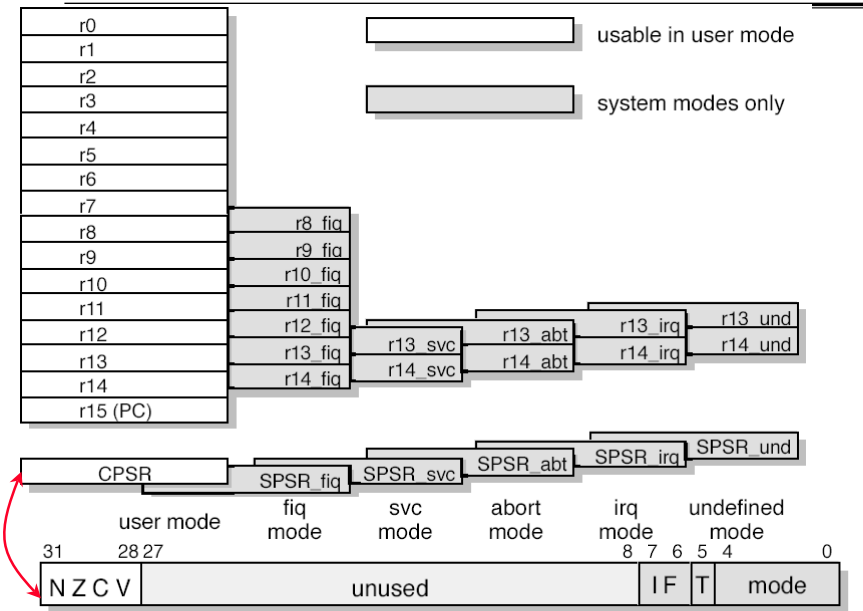 r0
r1
r2
r3
r4
r5
r6
r7
r8
r9
r10
r11
r12
r13
r14
r15 (PC)
usable in user mode
system modes only
r8_fiq
r9_fiq
r10_fiq
r11_fiq
r12_fiq
r13_fiq
r14_fiq
r13_svc
r14_svc
r13_abt
r14_abt
r13_irq
r14_irq
r13_und
r14_und
CPSR
SPSR_fiq
SPSR_svc
SPSR_abt
SPSR_irq
SPSR_und
user mode
fiq
mode
svc
mode
abort
mode
irq
mode
undefined
mode
31 28 27 8 7 6 5 4 0
N Z C V unused I F T mode